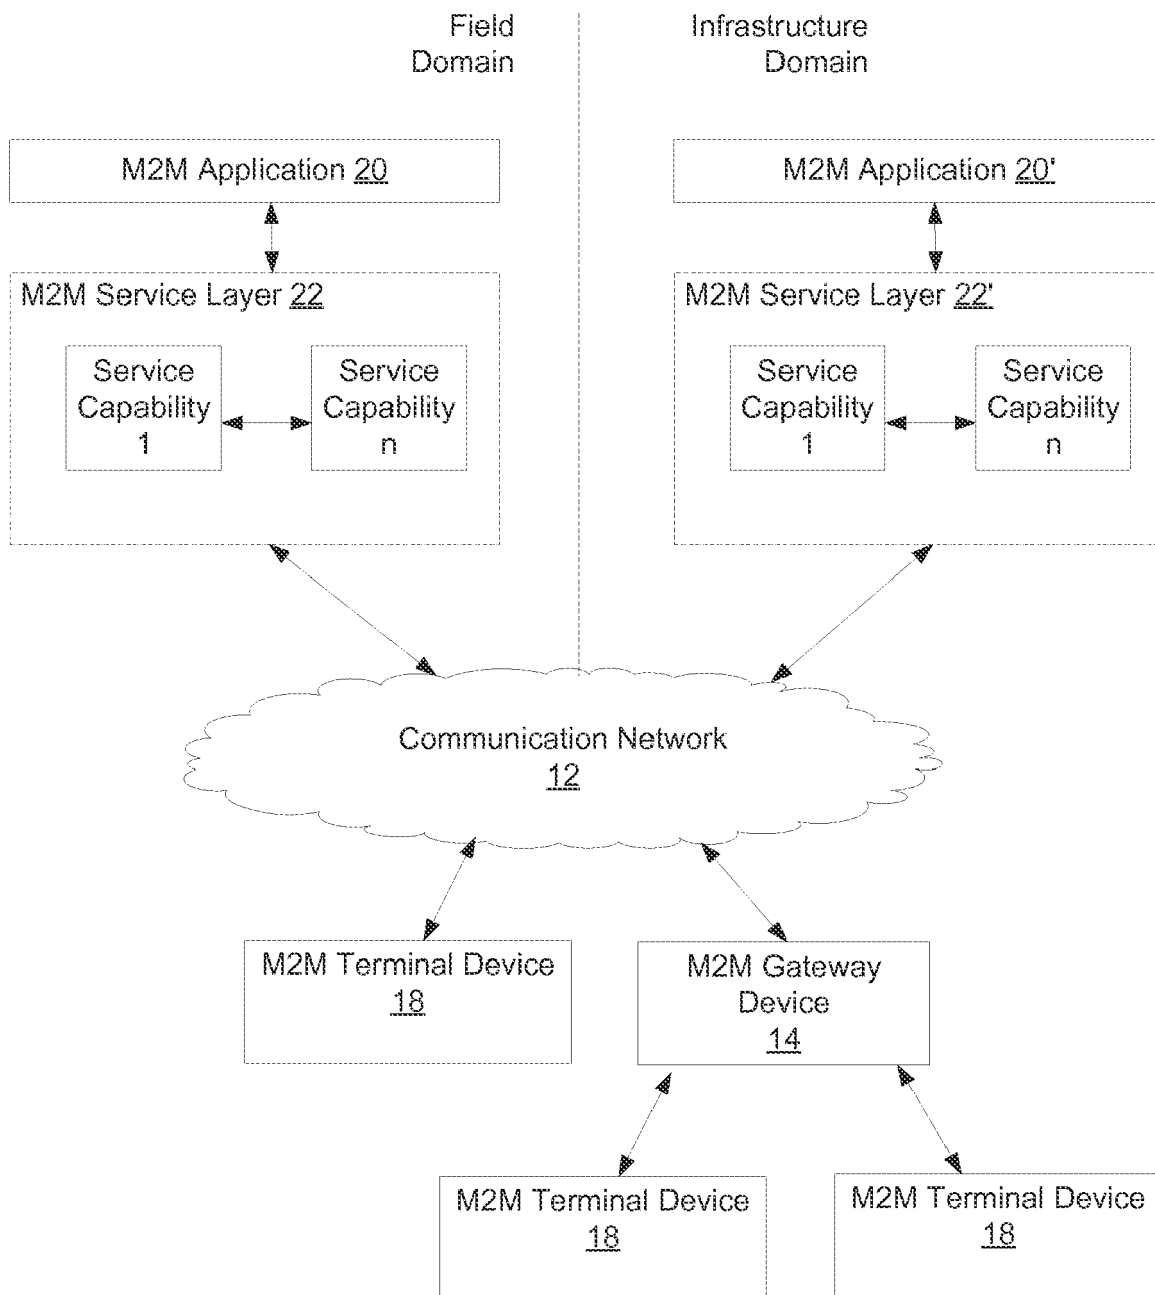 Field
Domain
Infrastructure
Domain
M2M Application 20
M2M Application 20'
M2M Service Layer 22
Service
Capability
1
Service
Capability
n
M2M Service Layer 22'
Service
Capability
1
Service
Capability
n
Communication Network
12
M2M Terminal Device
18
M2M Gateway
Device
14
M2M Terminal Device
18
M2M Terminal Device
18